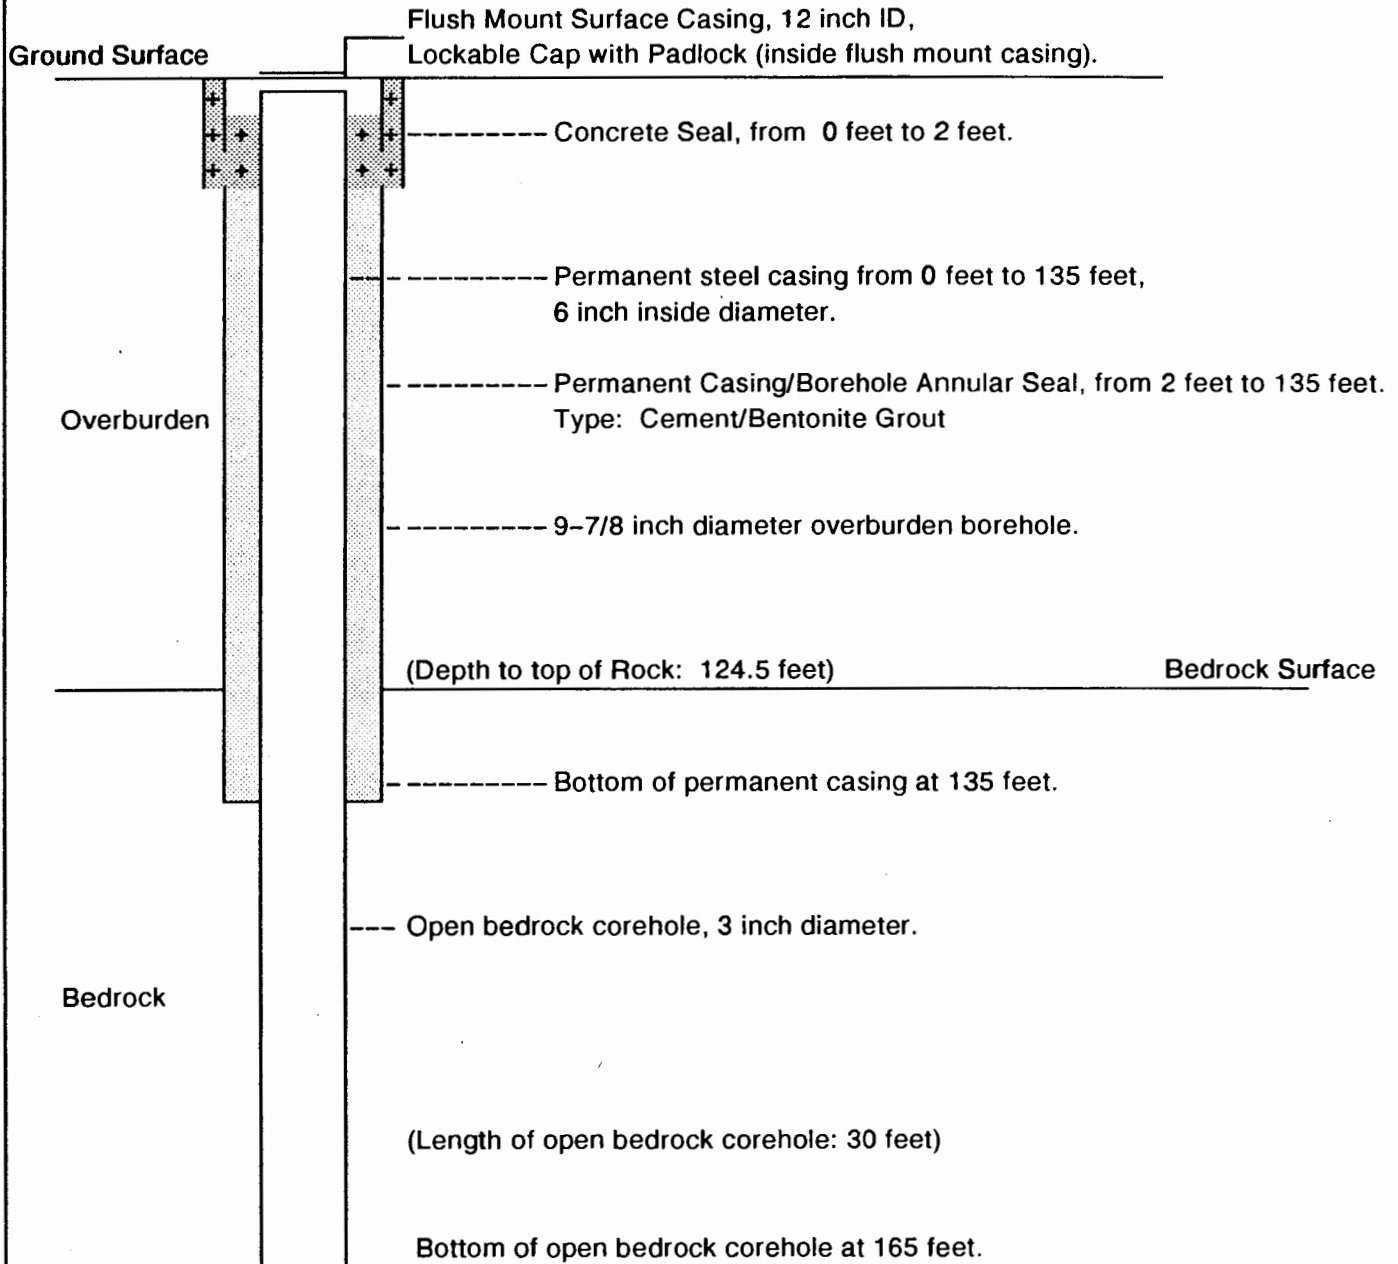 Flush Mount Surface Casing, 12 inch ID,
Ground Surface
Lockable Cap with Padlock (inside flush mount casing).
Concrete Seal, from 0 feet to 2 feet.
Permanent steel casing from 0 feet to 135 feet,
6 inch inside diameter.
Permanent Casing/Borehole Annular Seal, from 2 feet to 135 feet.
Overburden
Type: Cement/Bentonite Grout
9-7/8 inch diameter overburden borehole.
(Depth to top of Rock: 124.5 feet)
Bedrock Surface
Bottom of permanent casing at 135 feet.
Open bedrock corehole, 3 inch diameter.
Bedrock
(Length of open bedrock corehole: 30 feet)
Bottom of open bedrock corehole at 165 feet.